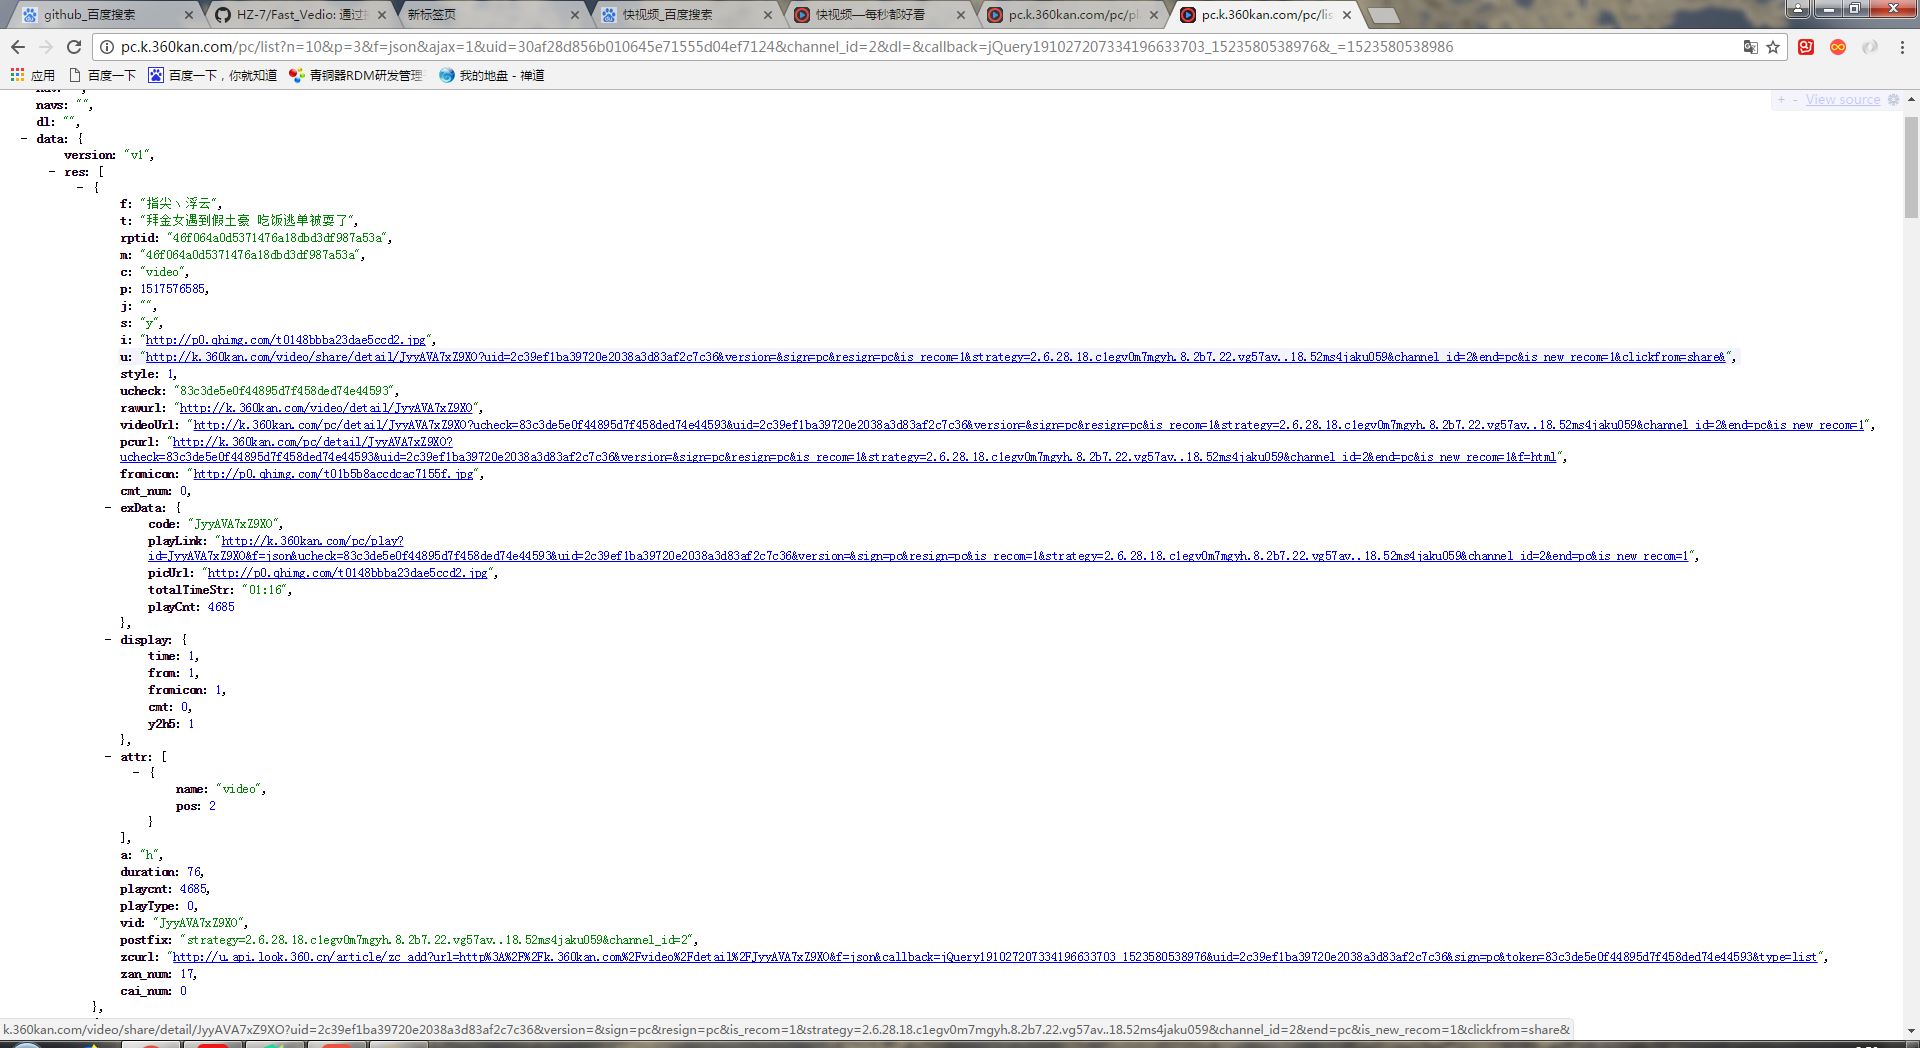 github_百度搜索
HZ-7/Fast_Vedio: 通过
新标签页
快视频_百度搜索
快视频—每秒都好看
pc.k.360kan.com/pc/pl
pc.k.360kan.com/pc/lis
pc.k.360kan.com/pc/list?n=10&p=3&f=json&ajax=1&uid=30af28d856b010645e71555d04ef7124&channel_id=2&dl=&callback=jQuery191027207334196633703_1523580538976&_=1523580538986
应用
百度一下
百度一下，你就知道
青铜器RDM研发管理
我的地盘 - 禅道
+ - View source
navs: "",
dl: "",
- data: {
version: "v1",
- res: [
- {
f: "指尖丶浮云",
t: "拜金女遇到假土豪 吃饭逃单被耍了",
rptid: "46f064a0d5371476a18dbd3df987a53a",
m: "46f064a0d5371476a18dbd3df987a53a",
c: "video",
p: 1517576585,
j: "",
s: "y",
i: "http://p0.qhimg.com/t0148bbba23dae5ccd2.jpg",
u: "http://k.360kan.com/video/share/detail/JyyAVA7xZ9XO?uid=2c39ef1ba39720e2038a3d83af2c7c36&version=&sign=pc&resign=pc&is_recom=1&strategy=2.6.28.18.c1egv0m7mgyh.8.2b7.22.vg57av..18.52ms4jaku059&channel_id=2&end=pc&is_new_recom=1&clickfrom=share&",
style: 1,
ucheck: "83c3de5e0f44895d7f458ded74e44593",
rawurl: "http://k.360kan.com/video/detail/JyyAVA7xZ9XO",
videoUrl: "http://k.360kan.com/pc/detail/JyyAVA7xZ9XO?ucheck=83c3de5e0f44895d7f458ded74e44593&uid=2c39ef1ba39720e2038a3d83af2c7c36&version=&sign=pc&resign=pc&is_recom=1&strategy=2.6.28.18.c1egv0m7mgyh.8.2b7.22.vg57av..18.52ms4jaku059&channel_id=2&end=pc&is_new_recom=1",
pcurl: "http://k.360kan.com/pc/detail/JyyAVA7xZ9XO?
ucheck=83c3de5e0f44895d7f458ded74e44593&uid=2c39ef1ba39720e2038a3d83af2c7c36&version=&sign=pc&resign=pc&is_recom=1&strategy=2.6.28.18.c1egv0m7mgyh.8.2b7.22.vg57av..18.52ms4jaku059&channel_id=2&end=pc&is_new_recom=1&f=html",
fromicon: "http://p0.qhimg.com/t01b5b8accdcac7155f.jpg",
cmt_num: 0,
- exData: {
code: "JyyAVA7xZ9XO",
playLink: "http://k.360kan.com/pc/play?
id=JyyAVA7xZ9XO&f=json&ucheck=83c3de5e0f44895d7f458ded74e44593&uid=2c39ef1ba39720e2038a3d83af2c7c36&version=&sign=pc&resign=pc&is_recom=1&strategy=2.6.28.18.c1egv0m7mgyh.8.2b7.22.vg57av..18.52ms4jaku059&channel_id=2&end=pc&is_new_recom=1",
picUrl: "http://p0.qhimg.com/t0148bbba23dae5ccd2.jpg",
totalTimeStr: "01:16",
playCnt: 4685
},
- display: {
time: 1,
from: 1,
fromicon: 1,
cmt: 0,
y2h5: 1
},
- attr: [
- {
name: "video",
pos: 2
}
],
a: "h",
duration: 76,
playcnt: 4685,
playType: 0,
vid: "JyyAVA7xZ9XO",
postfix: "strategy=2.6.28.18.c1egv0m7mgyh.8.2b7.22.vg57av..18.52ms4jaku059&channel_id=2",
zcurl: "http://u.api.look.360.cn/article/zc_add?url=http%3A%2F%2Fk.360kan.com%2Fvideo%2Fdetail%2FJyyAVA7xZ9XO&f=json&callback=jQuery191027207334196633703_1523580538976&uid=2c39ef1ba39720e2038a3d83af2c7c36&sign=pc&token=83c3de5e0f44895d7f458ded74e44593&type=list",
zan_num: 17,
cai_num: 0
},
k.360kan.com/video/share/detail/JyyAVA7xZ9XO?uid=2c39ef1ba39720e2038a3d83af2c7c36&version=&sign=pc&resign=pc&is_recom=1&strategy=2.6.28.18.c1egv0m7mgyh.8.2b7.22.vg57av..18.52ms4jaku059&channel_id=2&end=pc&is_new_recom=1&clickfrom=share&